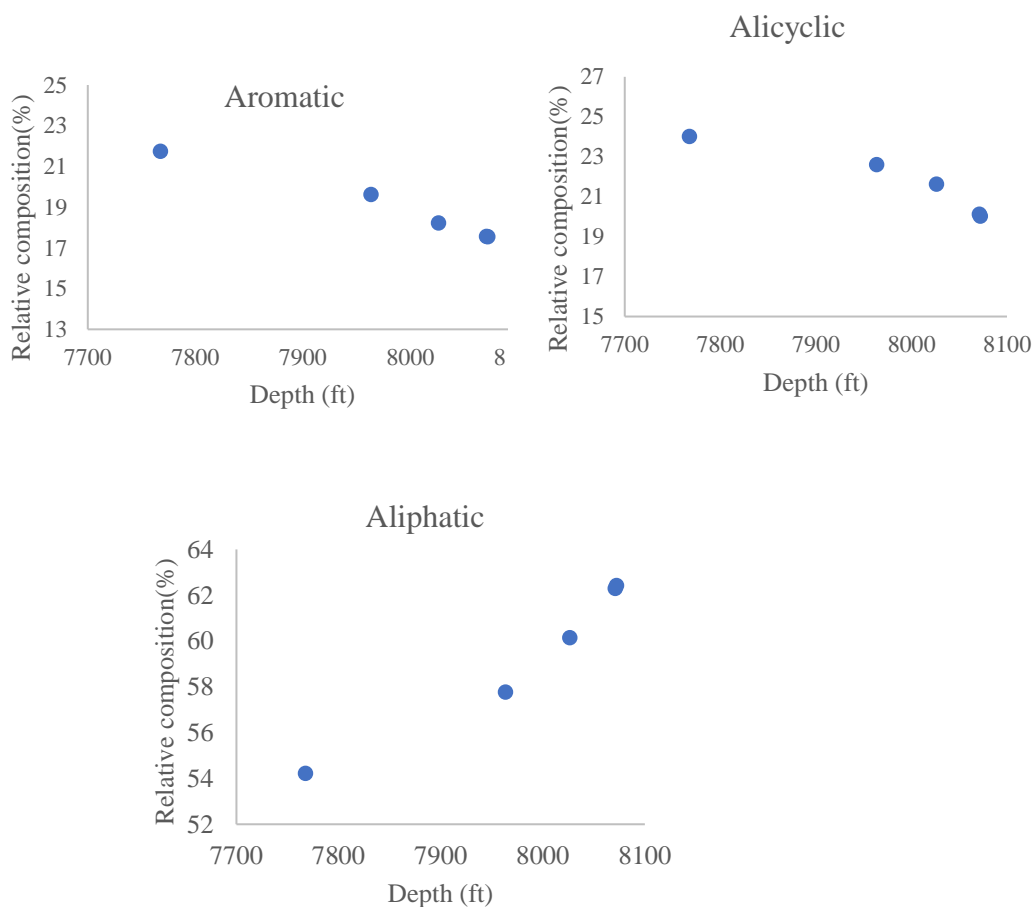 Aromatic
Relative composition(%)
25
23
21
19
17
15
13
7700 7800 7900 8000 8
Depth (ft)
Alicyclic
Relative composition(%)
27
25
23
21
19
17
15
7700 7800 7900 8000 8100
Depth (ft)
Aliphatic
Relative composition(%)
64
62
60
58
56
54
52
7700 7800 7900 8000 8100
Depth (ft)